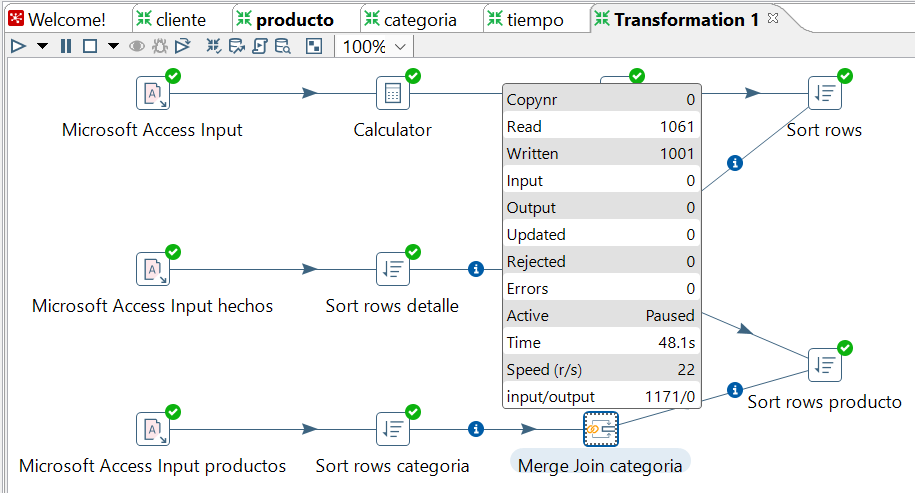 Welcome! cliente producto categoria tiempo Transformation 1
100%
Microsoft Access Input Calculator Sort rows
Copynr 0
Read 1061
Written 1001
Input 0
Output 0
Updated 0
Rejected 0
Errors 0
Active Paused
Time 48.1s
Speed (r/s) 22
input/output 1171/0
Microsoft Access Input hechos Sort rows detalle
Sort rows producto
Microsoft Access Input productos Sort rows categoria Merge Join categoria